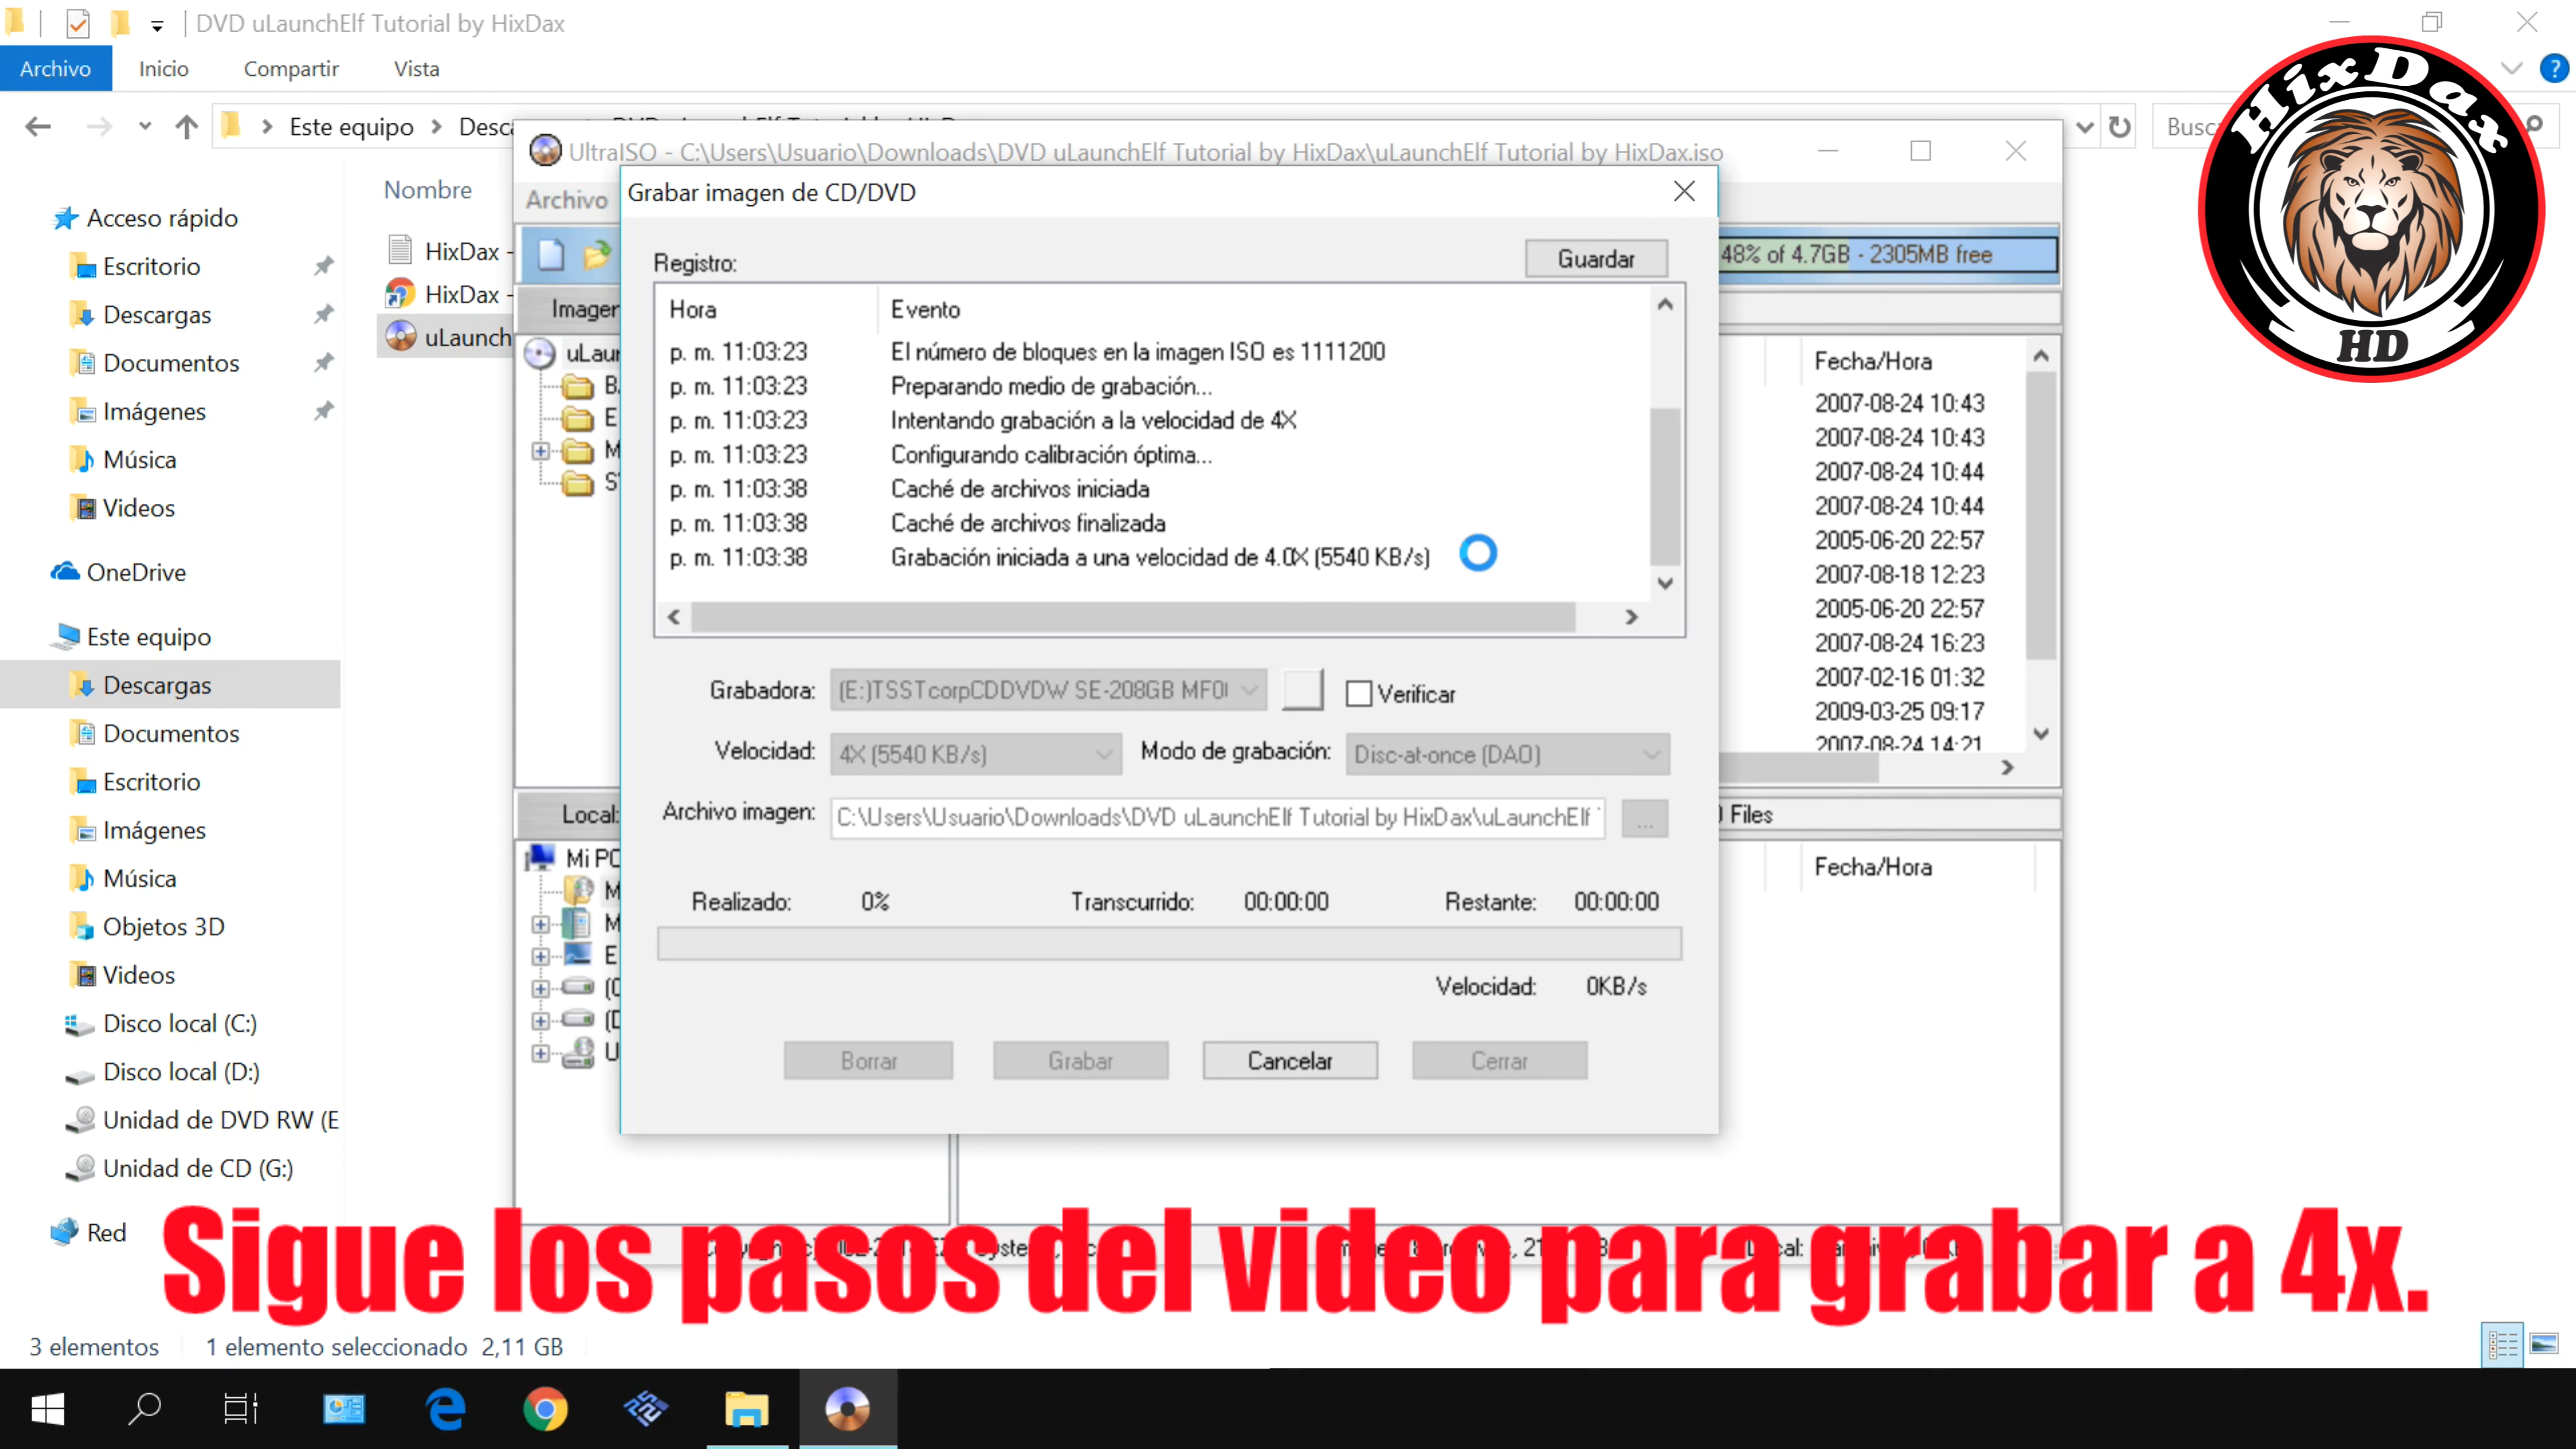 DVD uLaunchElf Tutorial by HixDax
Archivo Inicio Compartir Vista
Este equipo
UltraISO - C:\Users\Usuario\Downloads\DVD uLaunchElf Tutorial by HixDax\uLaunchElf Tutorial by HixDax.iso
Archivo
Grabar imagen de CD/DVD
HixDax
HD
Nombre
HixDax -
HixDax -
uLaunch
Acceso rápido
Escritorio
Descargas
Documentos
Imágenes
Música
Videos
OneDrive
Este equipo
Descargas
Documentos
Escritorio
Imágenes
Música
Objetos 3D
Videos
Disco local (C:)
Disco local (D:)
Unidad de DVD RW (E
Unidad de CD (G:)
Red
Registro:
Guardar
48% of 4.7GB - 2305MB free
Hora Evento
p. m. 11:03:23 El número de bloques en la imagen ISO es 1111200
p. m. 11:03:23 Preparando medio de grabación...
p. m. 11:03:23 Intentando grabación a la velocidad de 4X
p. m. 11:03:23 Configurando calibración óptima...
p. m. 11:03:38 Caché de archivos iniciada
p. m. 11:03:38 Caché de archivos finalizada
p. m. 11:03:38 Grabación iniciada a una velocidad de 4.0X (5540 KB/s)
Grabadora: (E:)TSSTcorpCDDVDW SE-208GB MF0
Verificar
Velocidad: 4X (5540 KB/s) Modo de grabación: Disc-at-once (DAO)
Archivo imagen: C:\Users\Usuario\Downloads\DVD uLaunchElf Tutorial by HixDax\uLaunchElf
Realizado: 0% Transcurrido: 00:00:00 Restante: 00:00:00
Velocidad: 0KB/s
Borrar Grabar Cancelar Cerrar
Fecha/Hora
2007-08-24 10:43
2007-08-24 10:43
2007-08-24 10:44
2007-08-24 10:44
2005-06-20 22:57
2007-08-18 12:23
2005-06-20 22:57
2007-08-24 16:23
2007-02-16 01:32
2009-03-25 09:17
2007-08-24 14:21
Local:
Files
Mi PC
Fecha/Hora
Sigue los pasos del video para grabar a 4x.
3 elementos 1 elemento seleccionado 2,11 GB